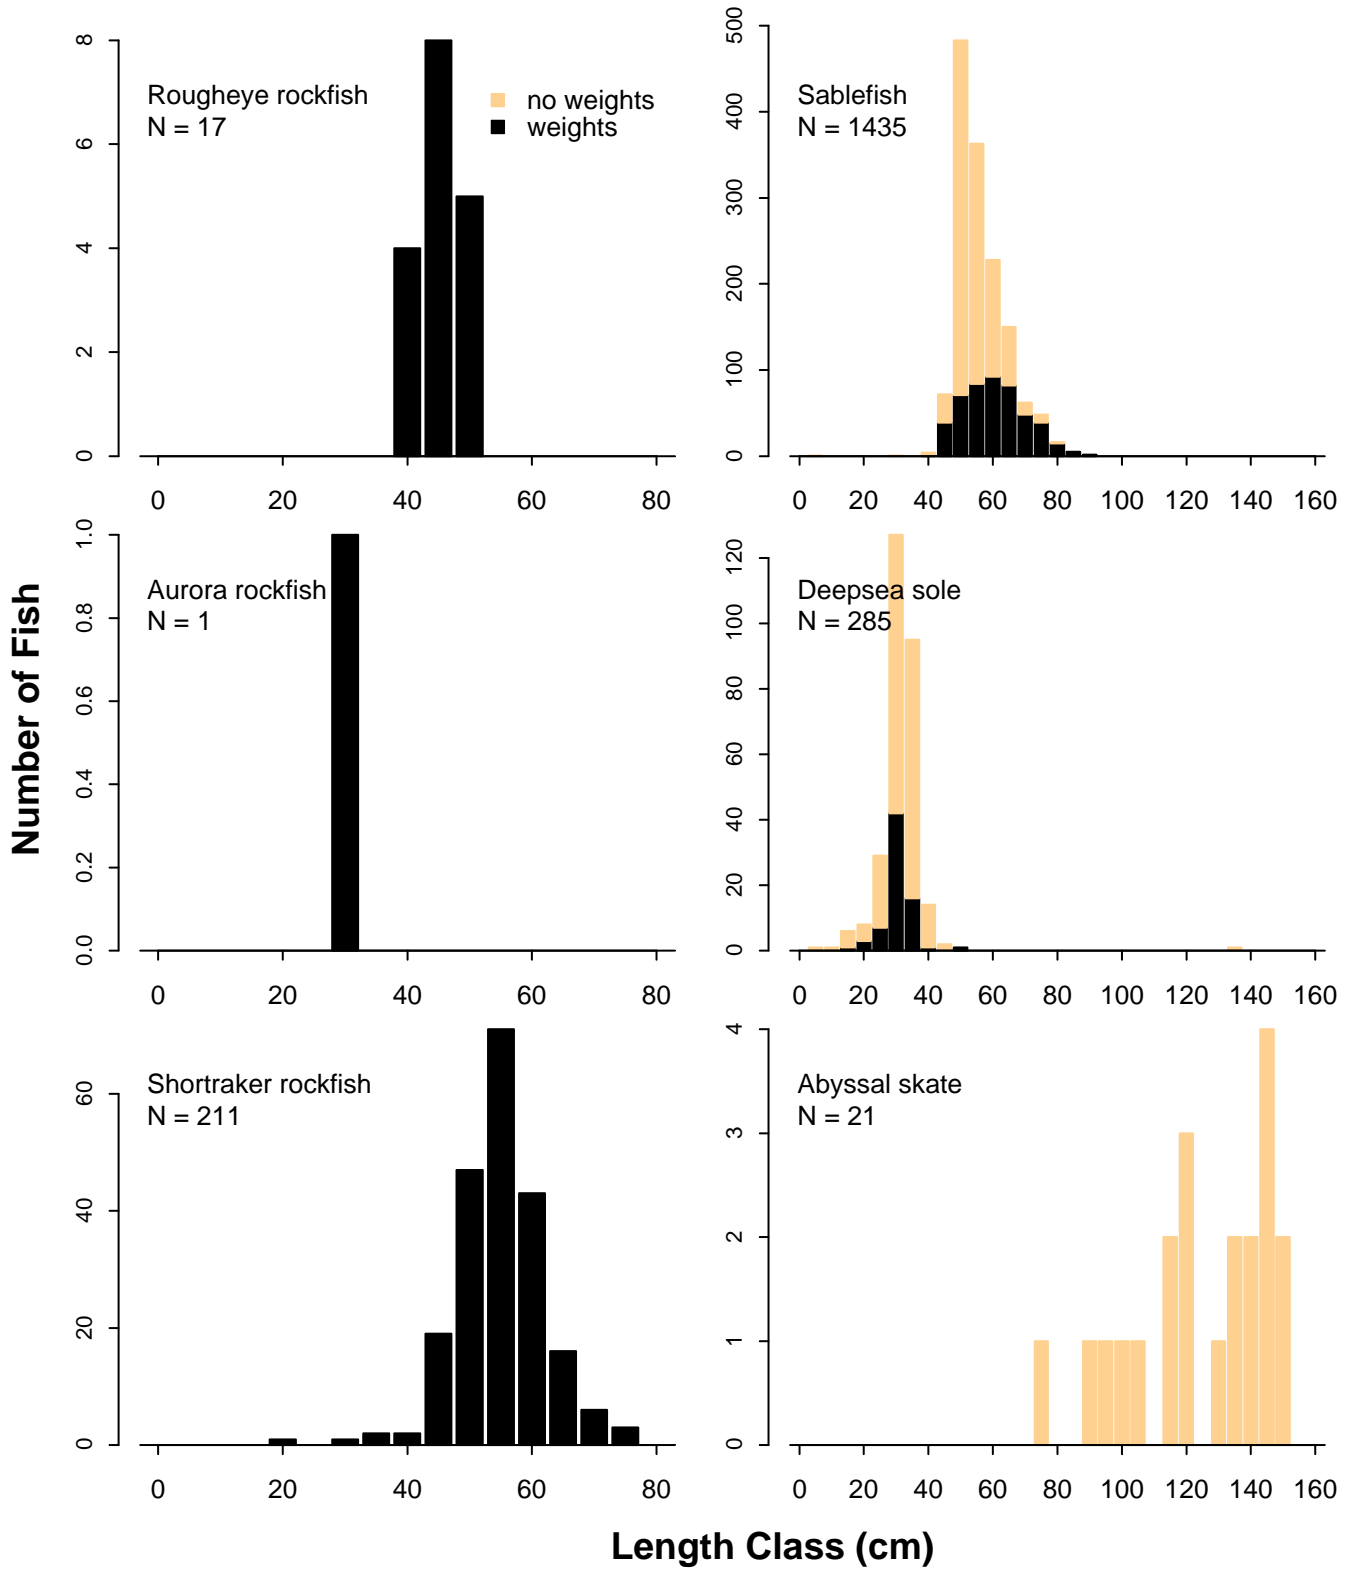 Number of Fish
Rougheye rockfish
N = 17
no weights
weights
0 2 4 6 8
0 20 40 60 80
Sablefish
N = 1435
0 100 200 300 400 500
0 20 40 60 80 100 120 140 160
Aurora rockfish
N = 1
0.0 0.2 0.4 0.6 0.8 1.0
0 20 40 60 80
Deepsea sole
N = 285
0 20 40 60 80 100 120
0 20 40 60 80 100 120 140 160
Shortraker rockfish
N = 211
0 20 40 60
0 20 40 60 80
Abyssal skate
N = 21
0 1 2 3 4
0 20 40 60 80 100 120 140 160
Length Class (cm)